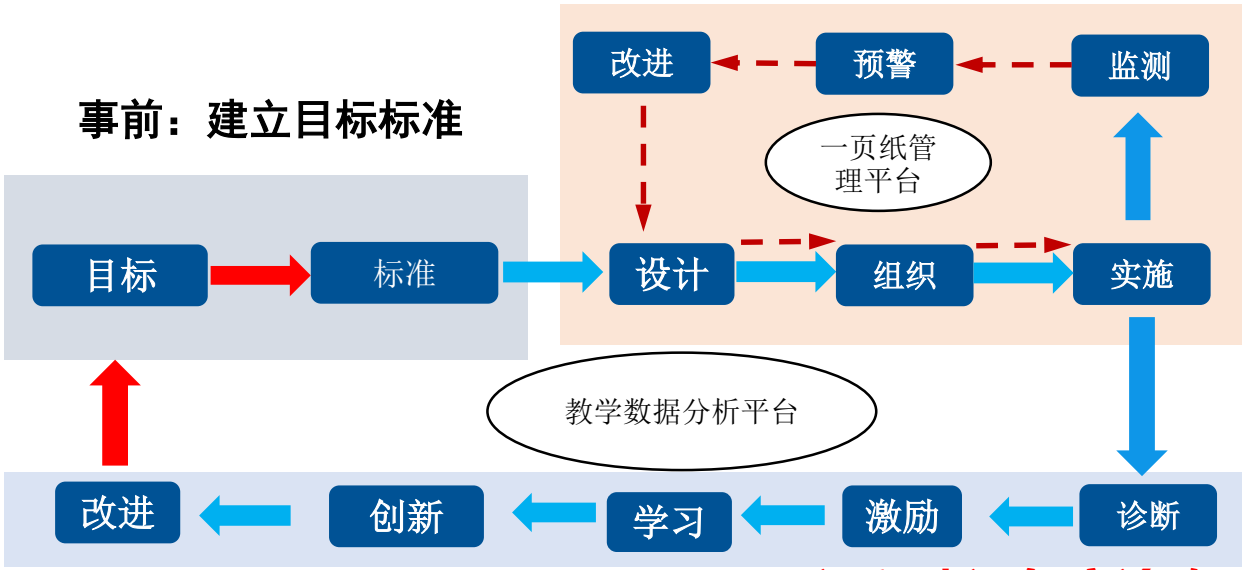 改进
预警
监测
事前：建立目标标准
一页纸管
理平台
目标
标准
设计
组织
实施
教学数据分析平台
改进
创新
学习
激励
诊断